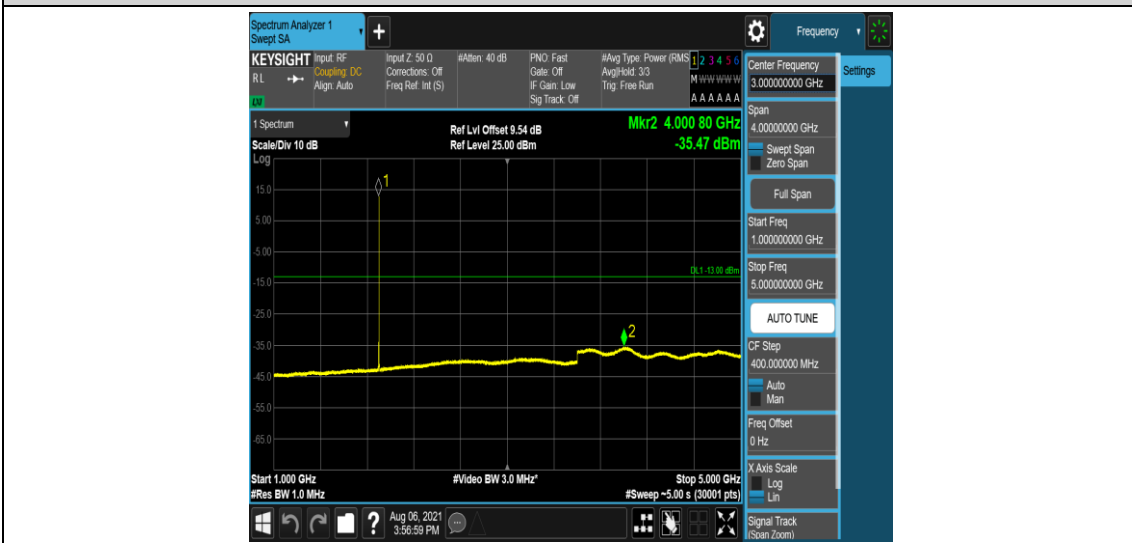 Spectrum Analyzer 1
Swept SA
+
Frequency
KEYSIGHT
RL
LXI
Input: RF
Coupling: DC
Align: Auto
Input Z: 50 Ω
Corrections: Off
Freq Ref: Int (S)
#Atten: 40 dB
PNO: Fast
Gate: Off
IF Gain: Low
Sig Track: Off
#Avg Type: Power (RMS
Avg|Hold: 3/3
Trig: Free Run
1 2 3 4 5 6
M W W W W W
A A A A A A
1 Spectrum
Scale/Div 10 dB
Log
Ref Lvl Offset 9.54 dB
Ref Level 25.00 dBm
Mkr2 4.000 80 GHz
-35.47 dBm
1
15.0
5.00
-5.00
DL1 -13.00 dBm
-15.0
-25.0
2
-35.0
-45.0
-55.0
-65.0
Start 1.000 GHz
#Res BW 1.0 MHz
#Video BW 3.0 MHz*
Stop 5.000 GHz
#Sweep ~5.00 s (30001 pts)
?
Aug 06, 2021
3:56:59 PM
Center Frequency
3.000000000 GHz
Settings
Span
4.00000000 GHz
Swept Span
Zero Span
Full Span
Start Freq
1.000000000 GHz
Stop Freq
5.000000000 GHz
AUTO TUNE
CF Step
400.000000 MHz
Auto
Man
Freq Offset
0 Hz
X Axis Scale
Log
Lin
Signal Track
(Span Zoom)